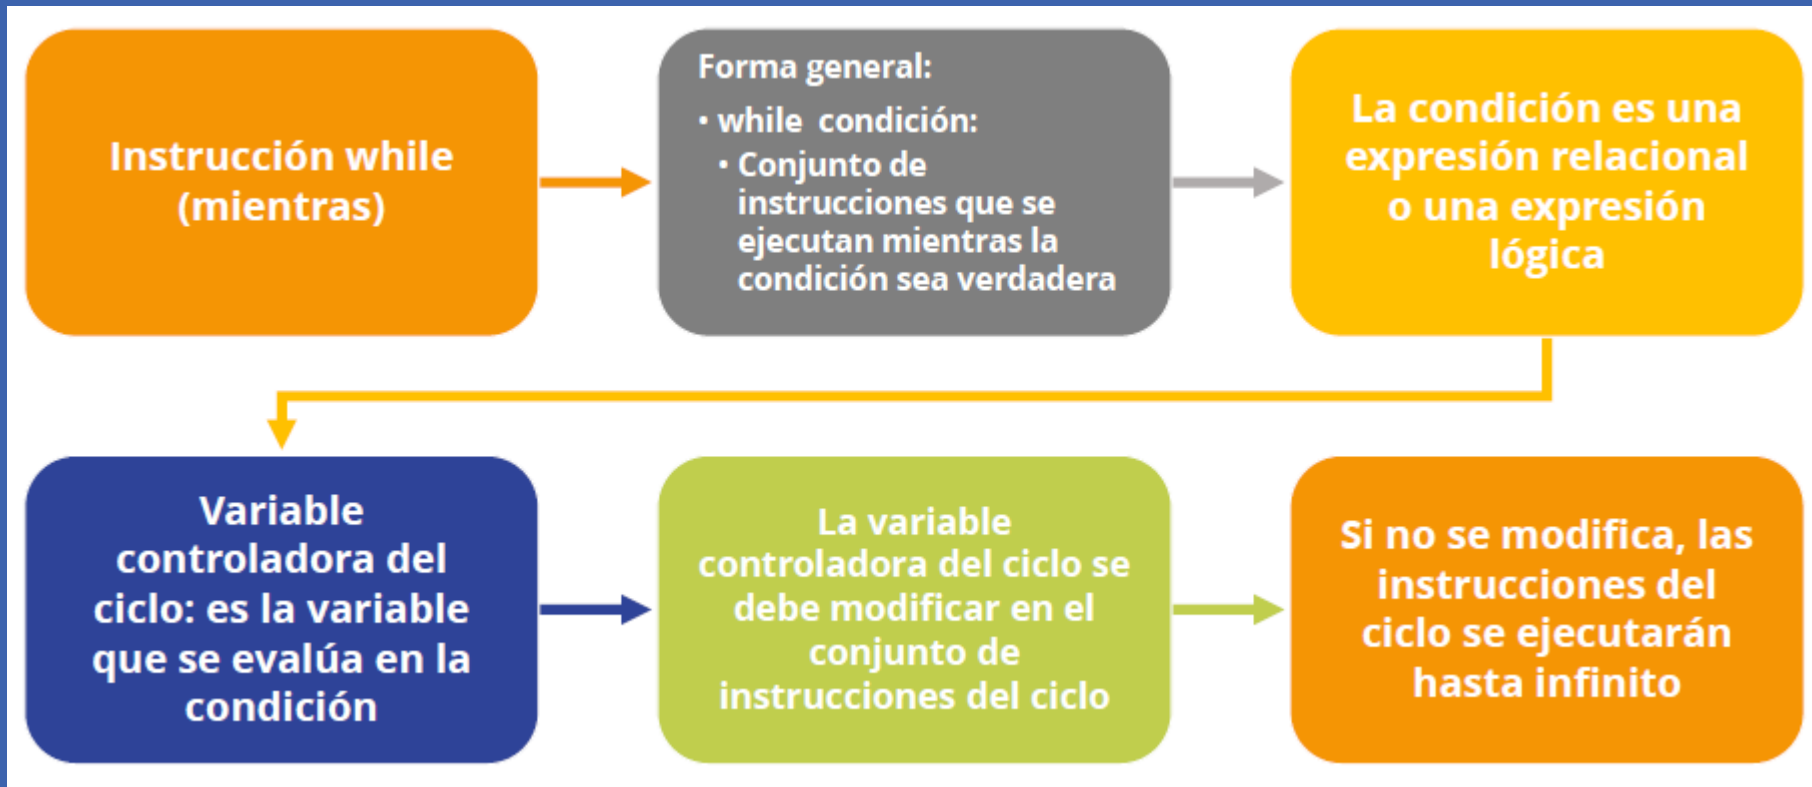 Instrucción while
(mientras)
Forma general:
• while condición:
• Conjunto de
instrucciones que se
ejecutan mientras la
condición sea verdadera
La condición es una
expresión relacional
o una expresión
lógica
Variable
controladora del
ciclo: es la variable
que se evalúa en la
condición
La variable
controladora del ciclo se
debe modificar en el
conjunto de
instrucciones del ciclo
Si no se modifica, las
instrucciones del
ciclo se ejecutarán
hasta infinito